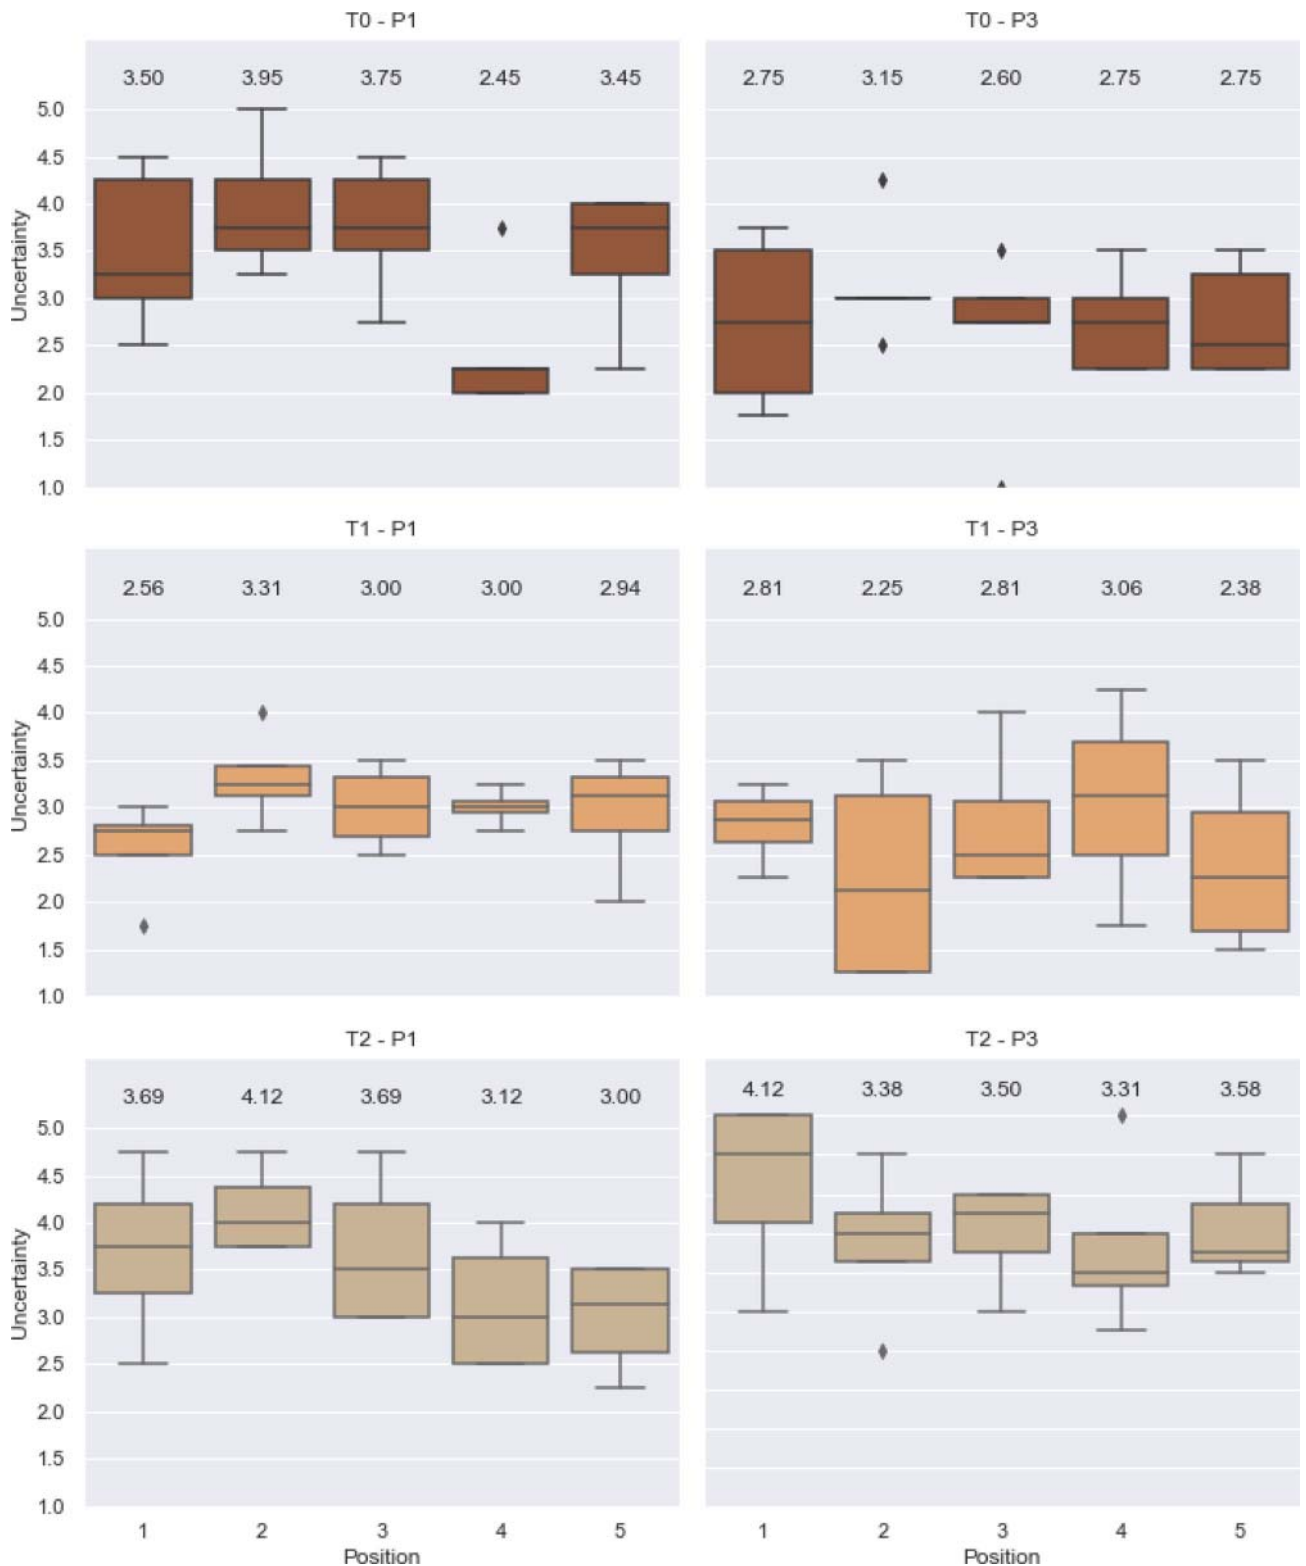 T0 - P1
T0 - P3
3.50 3.95 3.75 2.45 3.45
2.75 3.15 2.60 2.75 2.75
5.0
4.5
4.0
3.5
3.0
2.5
2.0
1.5
1.0
Uncertainty
T1 - P1
T1 - P3
2.56 3.31 3.00 3.00 2.94
2.81 2.25 2.81 3.06 2.38
5.0
4.5
4.0
3.5
3.0
2.5
2.0
1.5
1.0
Uncertainty
T2 - P1
T2 - P3
3.69 4.12 3.69 3.12 3.00
4.12 3.38 3.50 3.31 3.58
5.0
4.5
4.0
3.5
3.0
2.5
2.0
1.5
1.0
Uncertainty
1 2 3 4 5
1 2 3 4 5
Position
Position